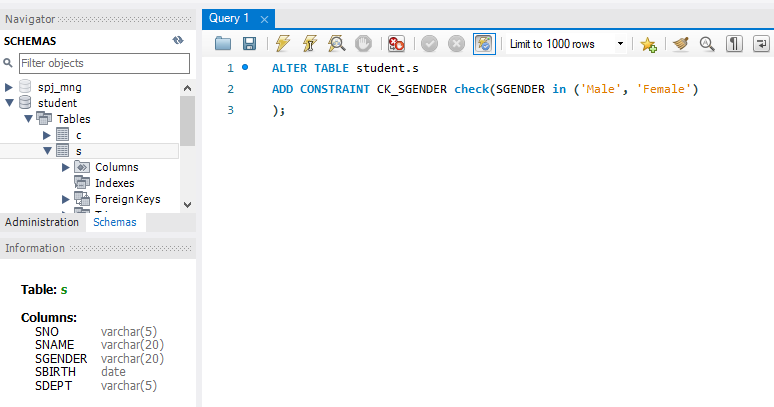 Navigator
SCHEMAS
Filter objects
spj_mng
student
Tables
c
s
Columns
Indexes
Foreign Keys
Administration Schemas
Information
Table: s
Columns:
SNO varchar(5)
SNAME varchar(20)
SGENDER varchar(20)
SBIRTH date
SDEPT varchar(5)
Query 1
Limit to 1000 rows
1 ALTER TABLE student.s
2 ADD CONSTRAINT CK_SGENDER check(SGENDER in ('Male', 'Female')
3 );